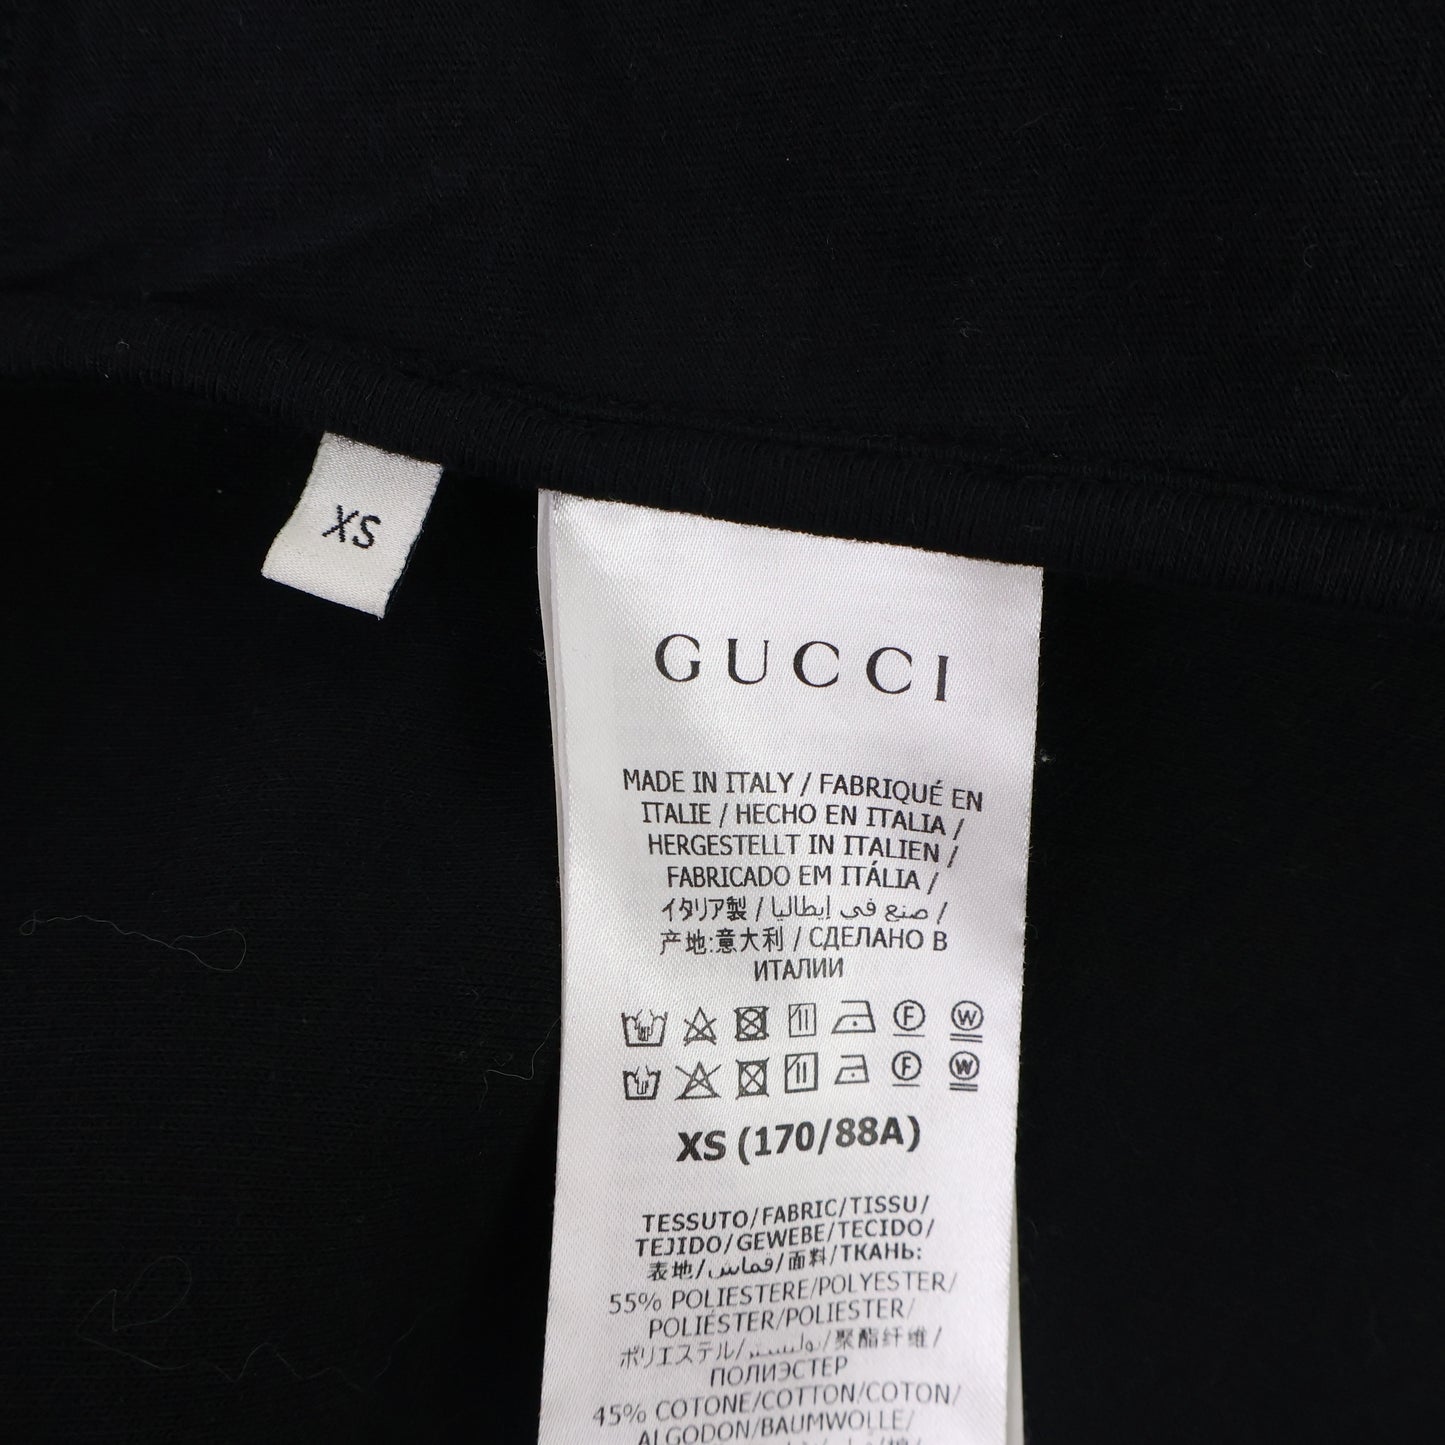 XS
GUCCI
MADE IN ITALY / FABRIQUÉ EN
ITALIE / HECHO EN ITALIA /
HERGESTELLT IN ITALIEN /
FABRICADO EM ITÁLIA /
イタリア製 / صنع في إيطاليا /
产地:意大利 / СДЕЛАНО В
ИТАЛИИ
F W
F W
XS (170/88A)
TESSUTO/FABRIC/TISSU/
TEJIDO/GEWEBE/TECIDO/
表地/قماش/面料/ТКАНЬ:
55% POLIESTERE/POLYESTER/
POLIÉSTER/POLIESTER/
ポリエステル/بوليستر/聚酯纤维/
ПОЛИЭСТЕР
45% COTONE/COTTON/COTON/
ALGODON/BAUMWOLLE/